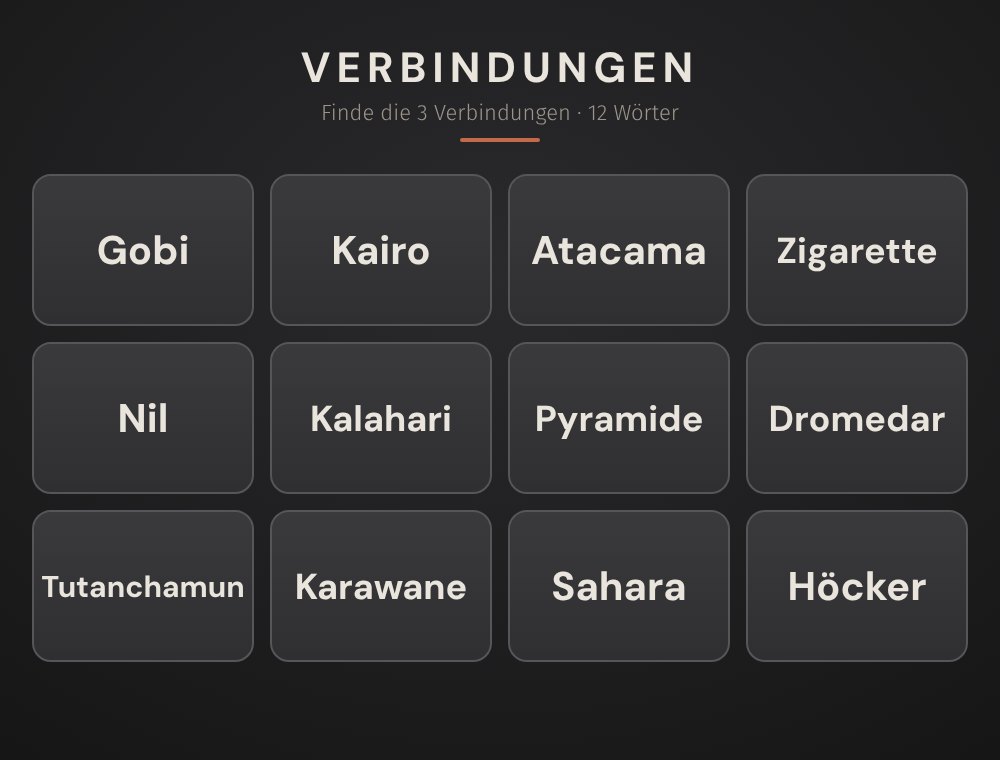 VERBINDUNGEN
Finde die 3 Verbindungen · 12 Wörter
Gobi
Kairo
Atacama
Zigarette
Nil
Kalahari
Pyramide
Dromedar
Tutanchamun
Karawane
Sahara
Höcker